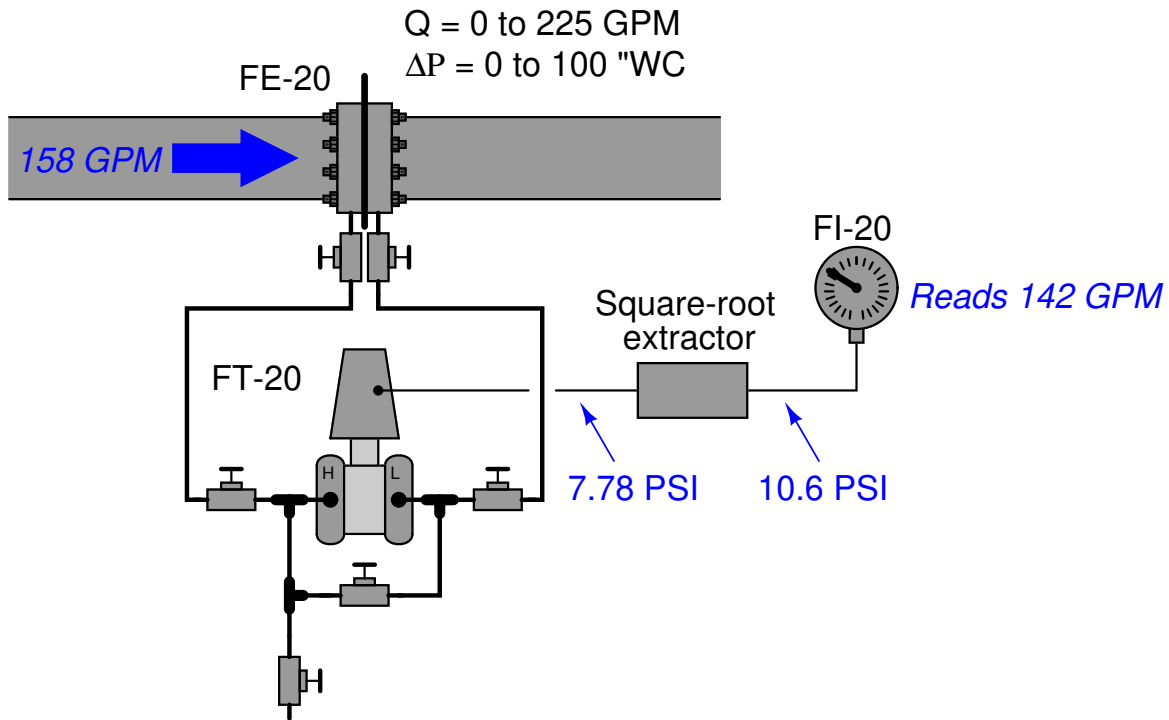 Q = 0 to 225 GPM
ΔP = 0 to 100 "WC
FE-20
158 GPM
FI-20
Reads 142 GPM
Square-root
extractor
FT-20
H
L
7.78 PSI
10.6 PSI